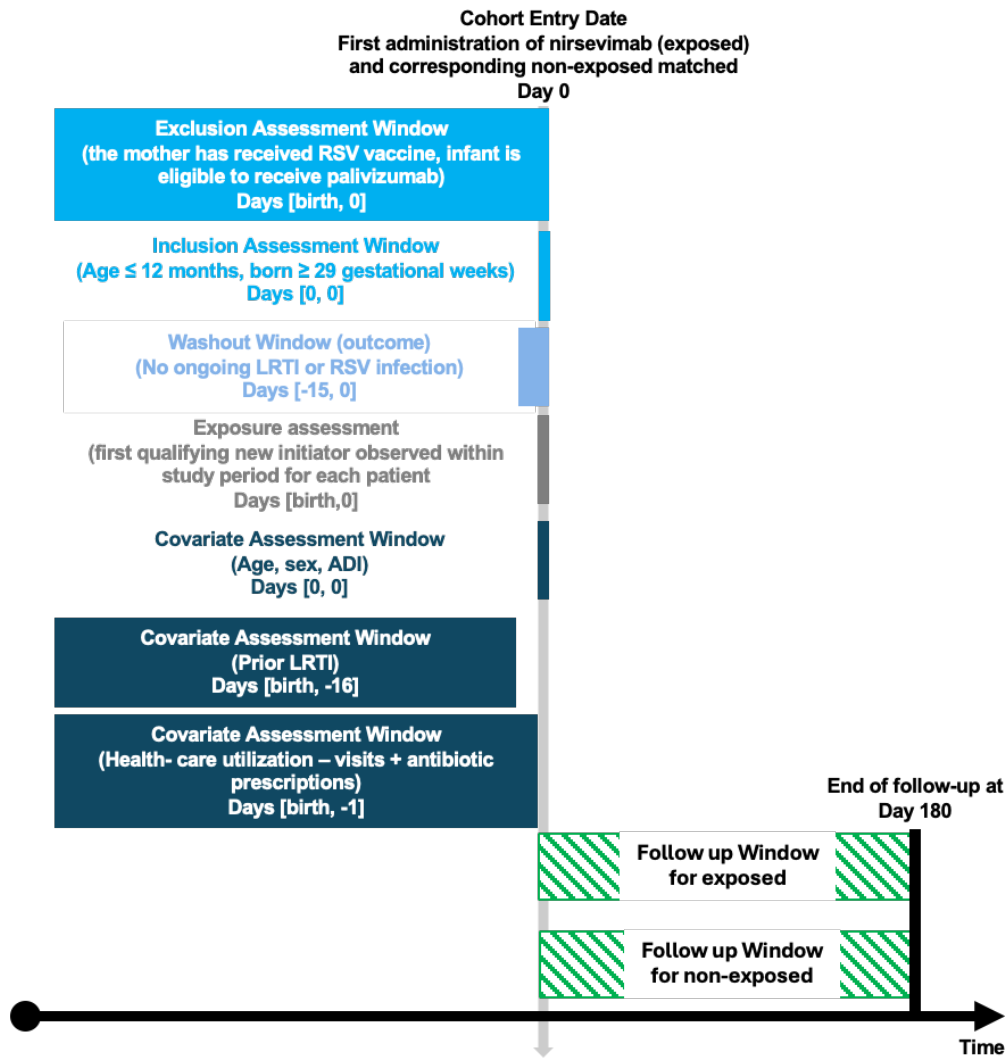 Cohort Entry Date
First administration of nirsevimab (exposed)
and corresponding non-exposed matched
Day 0
Exclusion Assessment Window
(the mother has received RSV vaccine, infant is
eligible to receive palivizumab)
Days [birth, 0]
Inclusion Assessment Window
(Age ≤ 12 months, born ≥ 29 gestational weeks)
Days [0, 0]
Washout Window (outcome)
(No ongoing LRTI or RSV infection)
Days [-15, 0]
Exposure assessment
(first qualifying new initiator observed within
study period for each patient
Days [birth,0]
Covariate Assessment Window
(Age, sex, ADI)
Days [0, 0]
Covariate Assessment Window
(Prior LRTI)
Days [birth, -16]
Covariate Assessment Window
(Health- care utilization – visits + antibiotic
prescriptions)
Days [birth, -1]
End of follow-up at
Day 180
Follow up Window
for exposed
Follow up Window
for non-exposed
Time